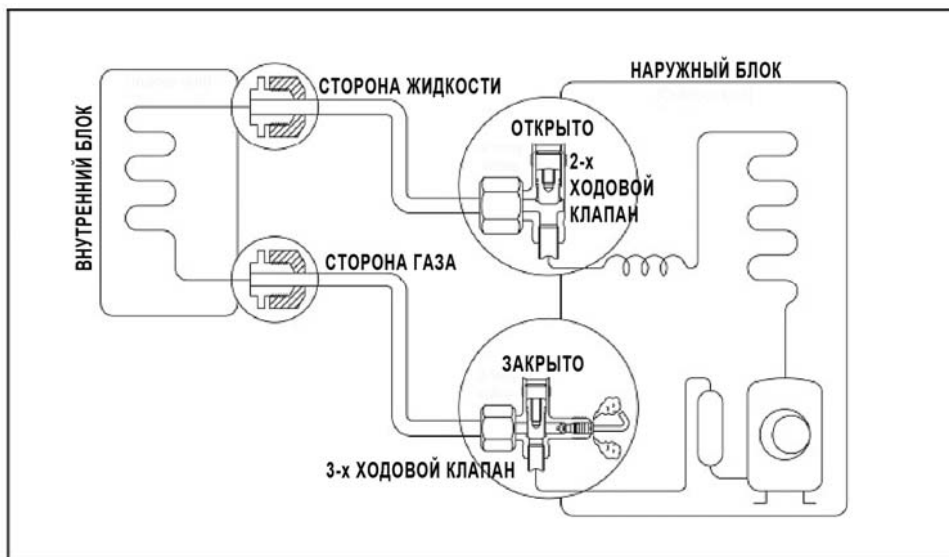 ВНУТРЕННИЙ БЛОК
СТОРОНА ЖИДКОСТИ
НАРУЖНЫЙ БЛОК
ОТКРЫТО
2-х
ХОДОВОЙ
КЛАПАН
СТОРОНА ГАЗА
ЗАКРЫТО
3-х ХОДОВОЙ КЛАПАН